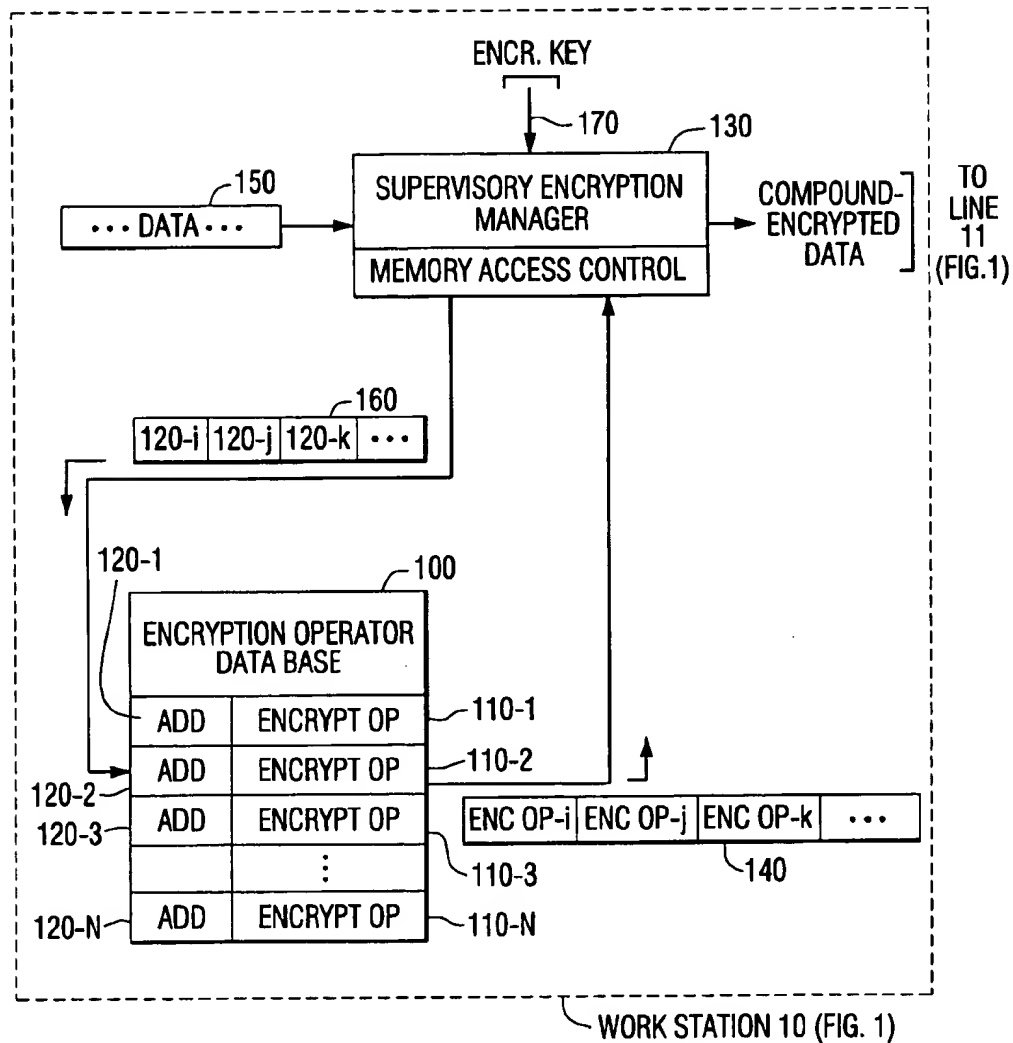 ENCR. KEY
170
130
150
SUPERVISORY ENCRYPTION
MANAGER
MEMORY ACCESS CONTROL
••• DATA •••
COMPOUND-
ENCRYPTED
DATA
TO
LINE
11
(FIG.1)
160
120-i 120-j 120-k •••
120-1
100
ENCRYPTION OPERATOR
DATA BASE
ADD ENCRYPT OP 110-1
ADD ENCRYPT OP 110-2
120-2
120-3 ADD ENCRYPT OP
110-3
120-N ADD ENCRYPT OP 110-N
ENC OP-i ENC OP-j ENC OP-k •••
140
WORK STATION 10 (FIG. 1)